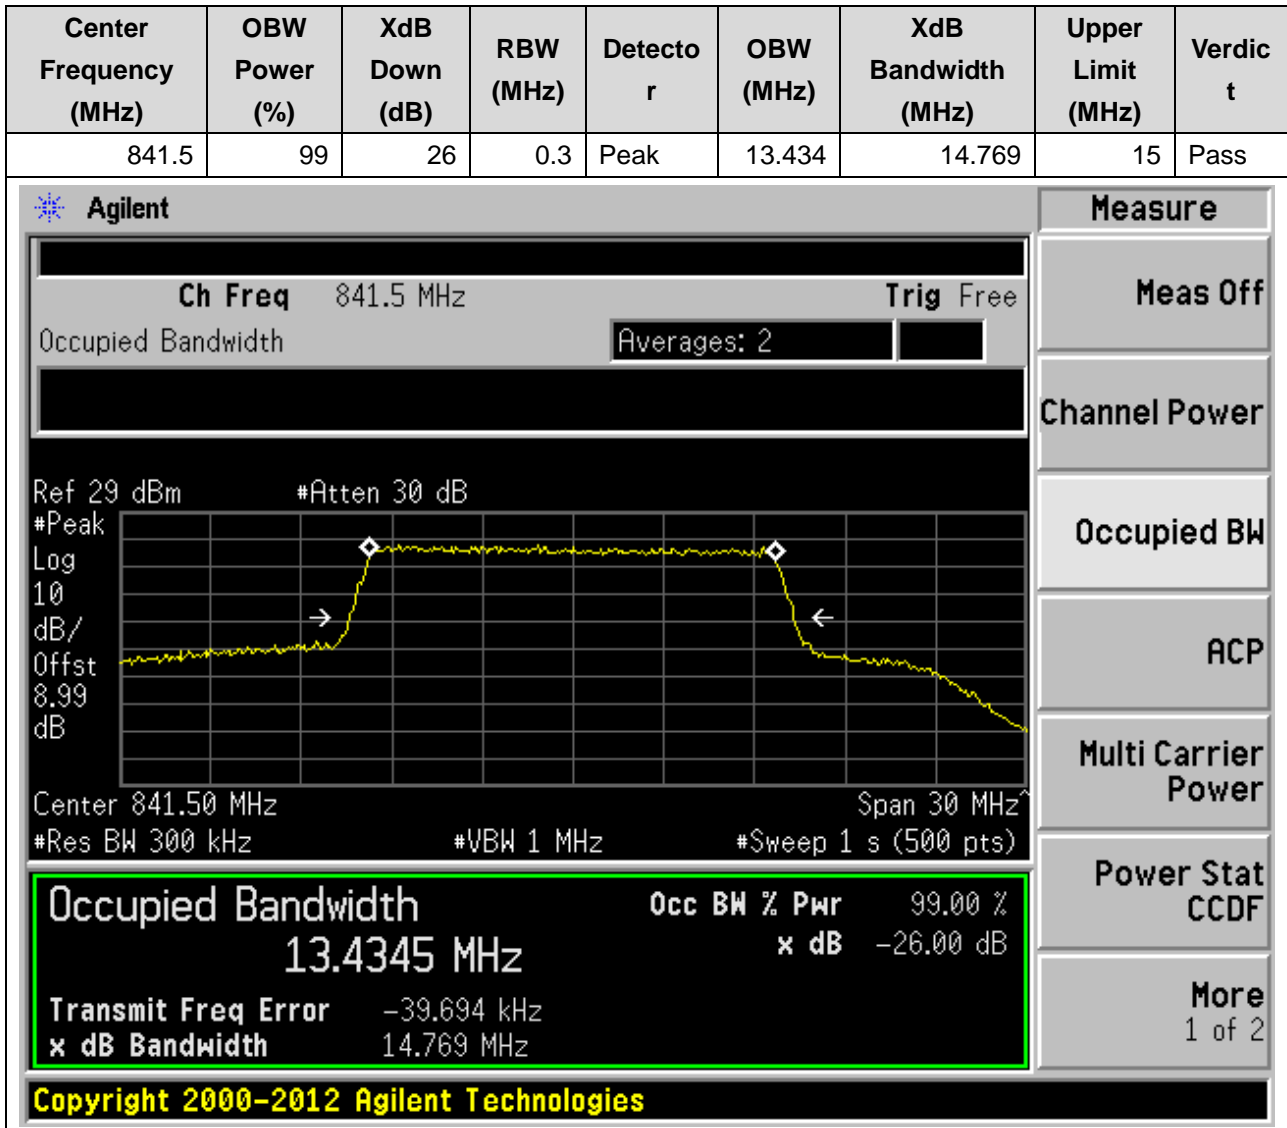 Center Frequency (MHz) OBW Power (%) XdB Down (dB) RBW (MHz) Detecto r OBW (MHz) XdB Bandwidth (MHz) Upper Limit (MHz) Verdic t
841.5 99 26 0.3 Peak 13.434 14.769 15 Pass
Agilent
Measure
Ch Freq 841.5 MHz Trig Free
Meas Off
Occupied Bandwidth Averages: 2
Channel Power
Ref 29 dBm #Atten 30 dB
#Peak
Log
10
dB/
Offst
8.99
dB
Occupied BW
ACP
Multi Carrier
Power
Center 841.50 MHz Span 30 MHz^
#Res BW 300 kHz #VBW 1 MHz #Sweep 1 s (500 pts)
Power Stat
CCDF
Occupied Bandwidth Occ BW % Pwr 99.00 %
13.4345 MHz x dB -26.00 dB
Transmit Freq Error -39.694 kHz
x dB Bandwidth 14.769 MHz
More
1 of 2
Copyright 2000-2012 Agilent Technologies